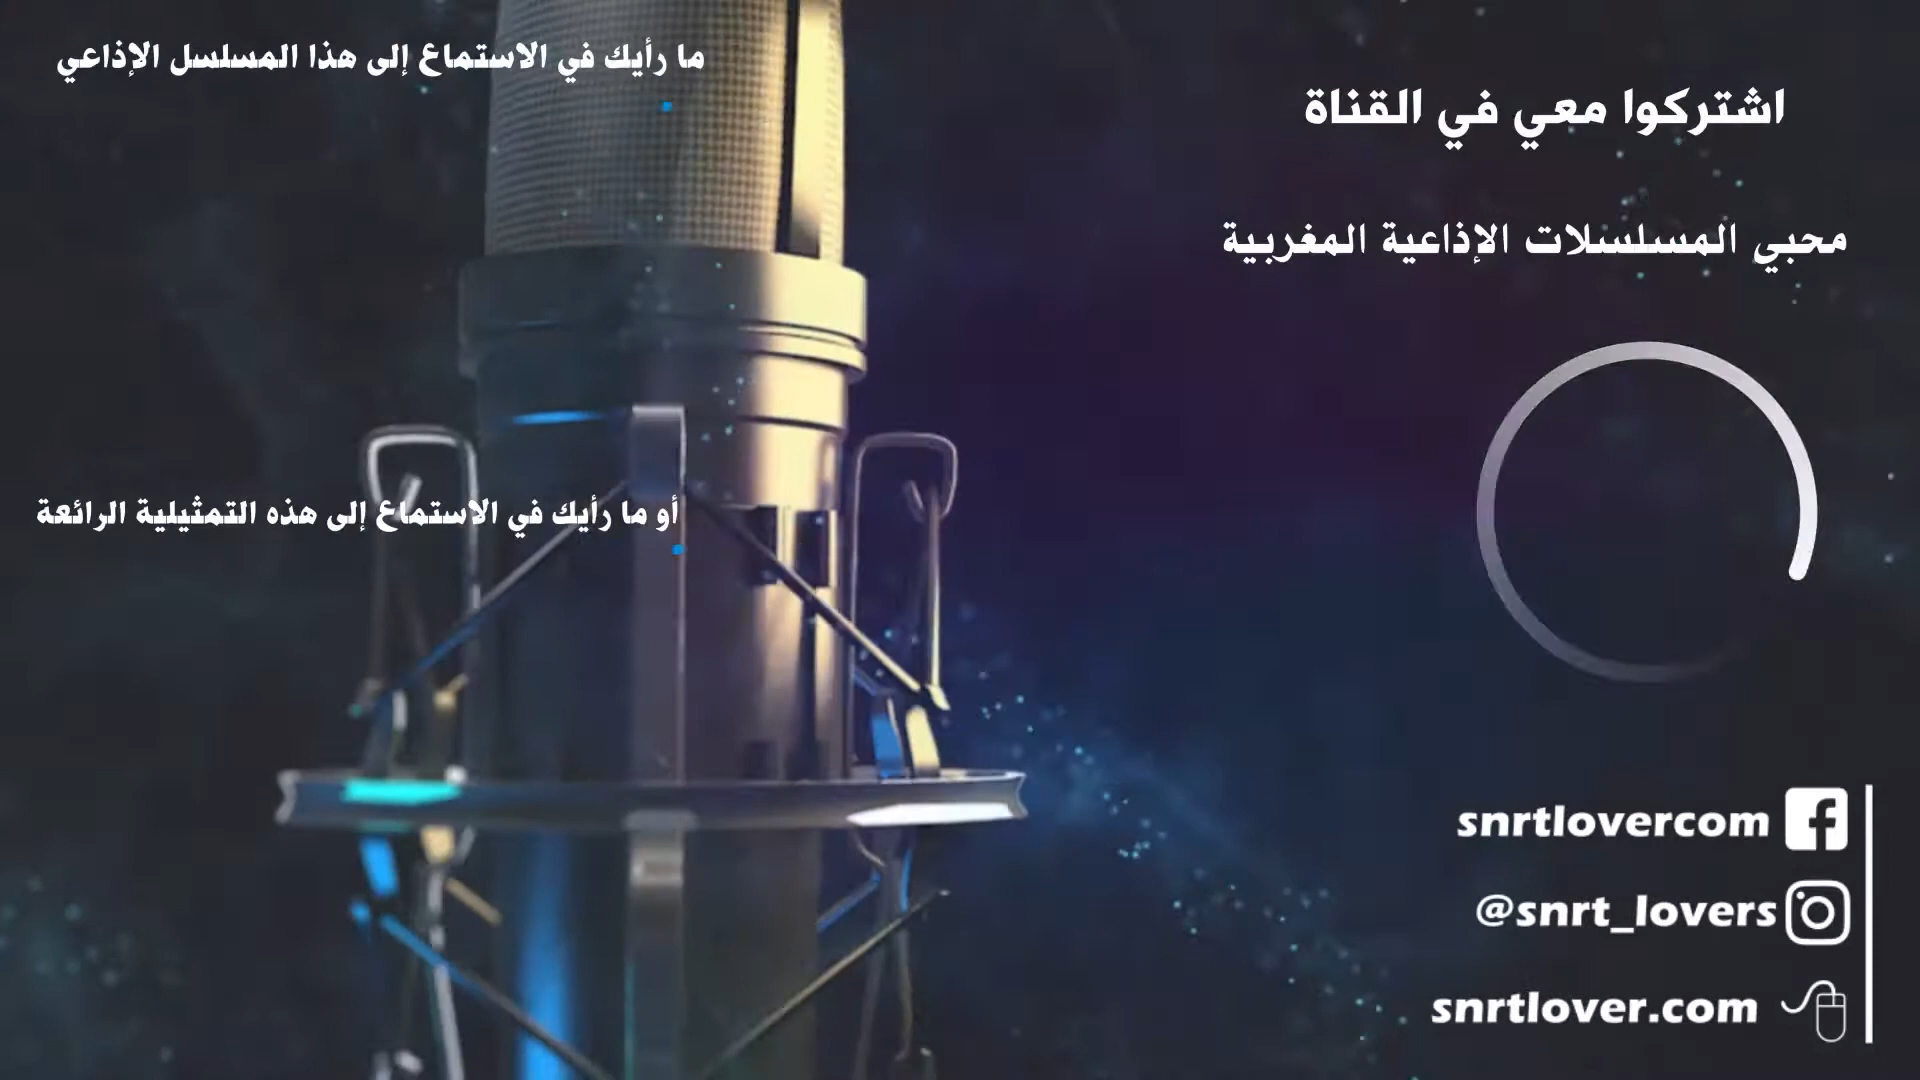 ما رأيك في الاستماع إلى هذا المسلسل الإذاعي
اشتركوا معي في القناة
محبي المسلسلات الإذاعية المغربية
أو ما رأيك في الاستماع إلى هذه التمثيلية الرائعة
snrtlovercom
@snrt_lovers
snrtlover.com